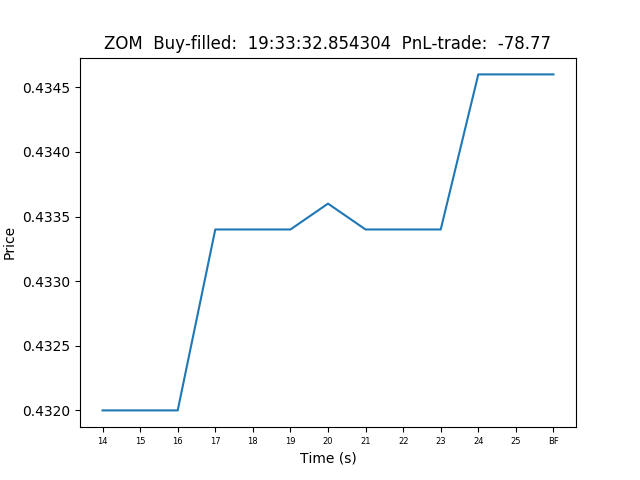 ZOM  Buy-filled:  19:33:32.854304  PnL-trade:  -78.77
0.4345
0.4340
0.4335
0.4330
0.4325
0.4320
Price
14 15 16 17 18 19 20 21 22 23 24 25 BF
Time (s)